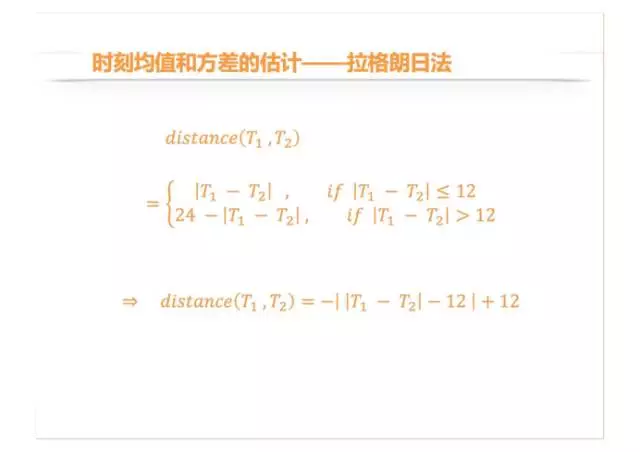 时刻均值和方差的估计——拉格朗日法
distance(T₁ ,T₂)
= { |T₁ − T₂| , if |T₁ − T₂| ≤ 12
24 − |T₁ − T₂| , if |T₁ − T₂| > 12
⇒ distance(T₁ ,T₂) = −| |T₁ − T₂| − 12 | + 12